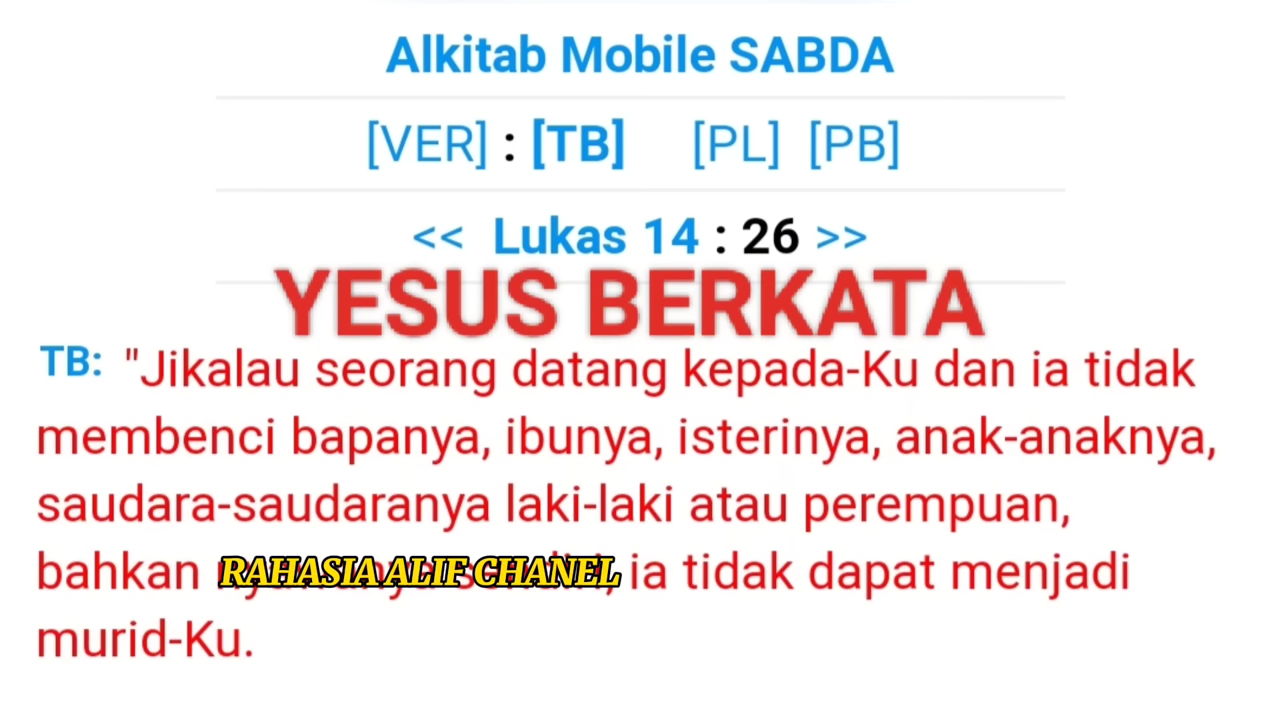 Alkitab Mobile SABDA
[VER] : [TB] [PL] [PB]
<< Lukas 14 : 26 >>
YESUS BERKATA
TB: "Jikalau seorang datang kepada-Ku dan ia tidak
membenci bapanya, ibunya, isterinya, anak-anaknya,
saudara-saudaranya laki-laki atau perempuan,
bahkan RAHASIA ALIF CHANEL ia tidak dapat menjadi
murid-Ku.